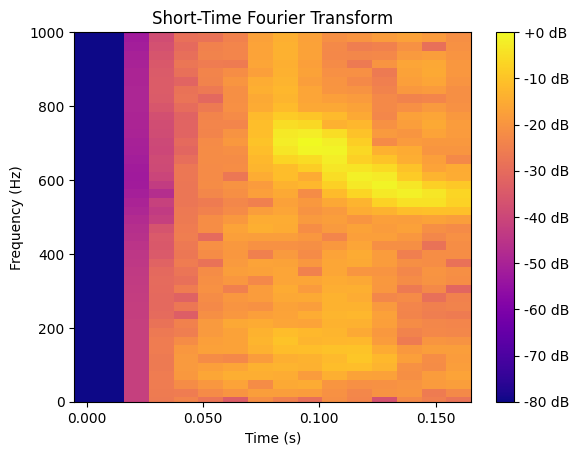 Short-Time Fourier Transform
1000
800
600
400
200
0
Frequency (Hz)
0.000
0.050
0.100
0.150
Time (s)
+0 dB
-10 dB
-20 dB
-30 dB
-40 dB
-50 dB
-60 dB
-70 dB
-80 dB